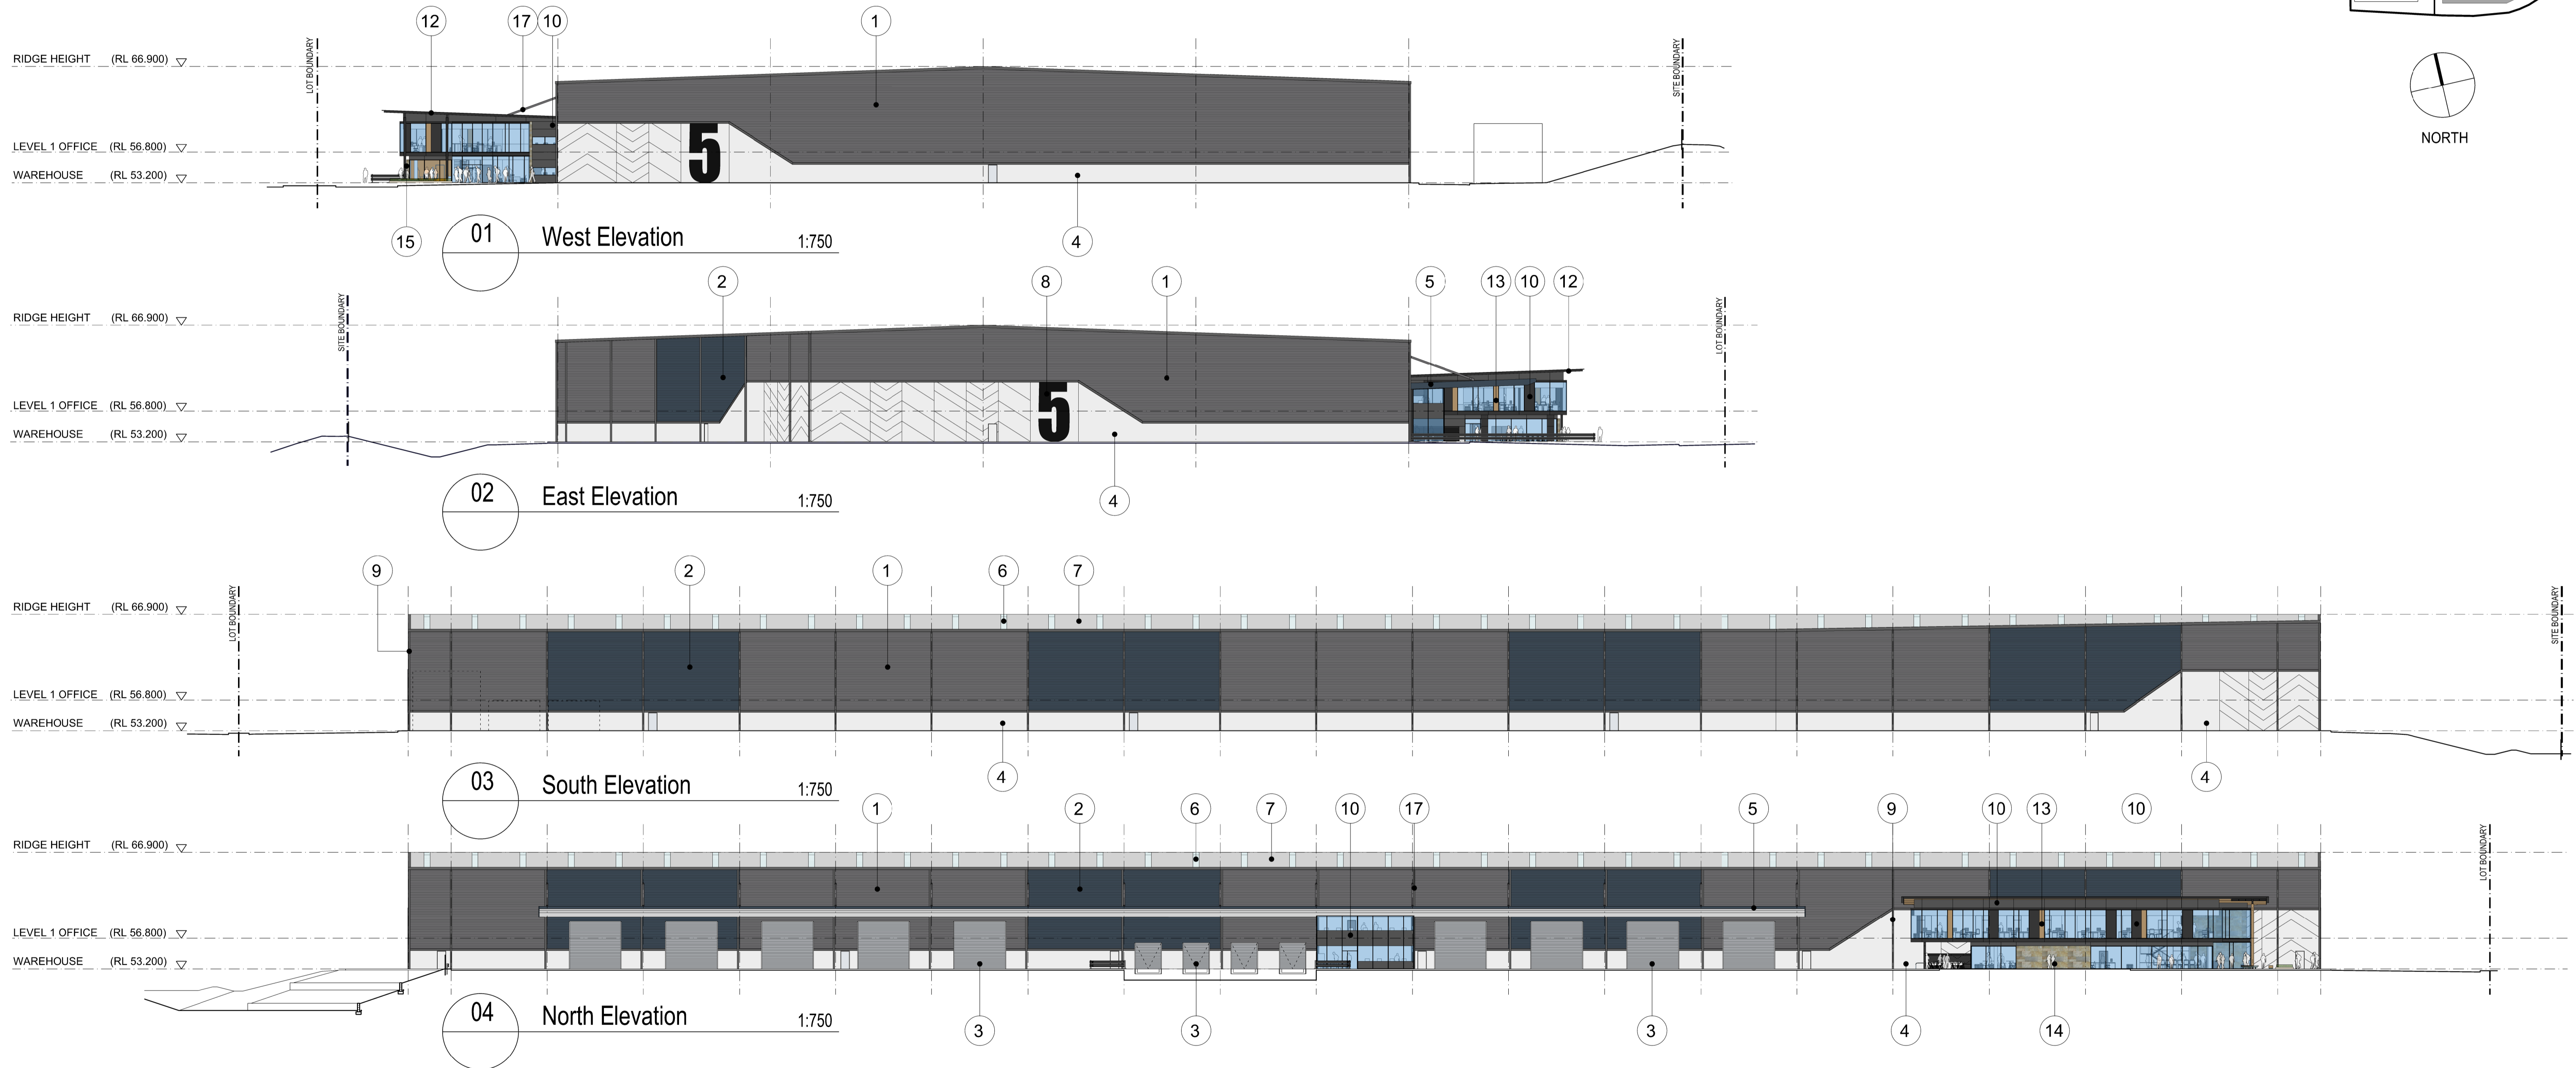 12 17 10 1
LOT BOUNDARY
SITE BOUNDARY
RIDGE HEIGHT (RL 66.900)
LEVEL 1 OFFICE (RL 56.800)
WAREHOUSE (RL 53.200)
5
NORTH
15 4
01 West Elevation 1:750
2 8 1 5 13 10 12
SITE BOUNDARY
LOT BOUNDARY
RIDGE HEIGHT (RL 66.900)
LEVEL 1 OFFICE (RL 56.800)
WAREHOUSE (RL 53.200)
5
4
02 East Elevation 1:750
9 2 1 6 7
LOT BOUNDARY
SITE BOUNDARY
RIDGE HEIGHT (RL 66.900)
LEVEL 1 OFFICE (RL 56.800)
WAREHOUSE (RL 53.200)
4 4
03 South Elevation 1:750
1 2 6 7 10 17 5 9 10 13 10
LOT BOUNDARY
RIDGE HEIGHT (RL 66.900)
LEVEL 1 OFFICE (RL 56.800)
WAREHOUSE (RL 53.200)
3 3 3 4 14
04 North Elevation 1:750